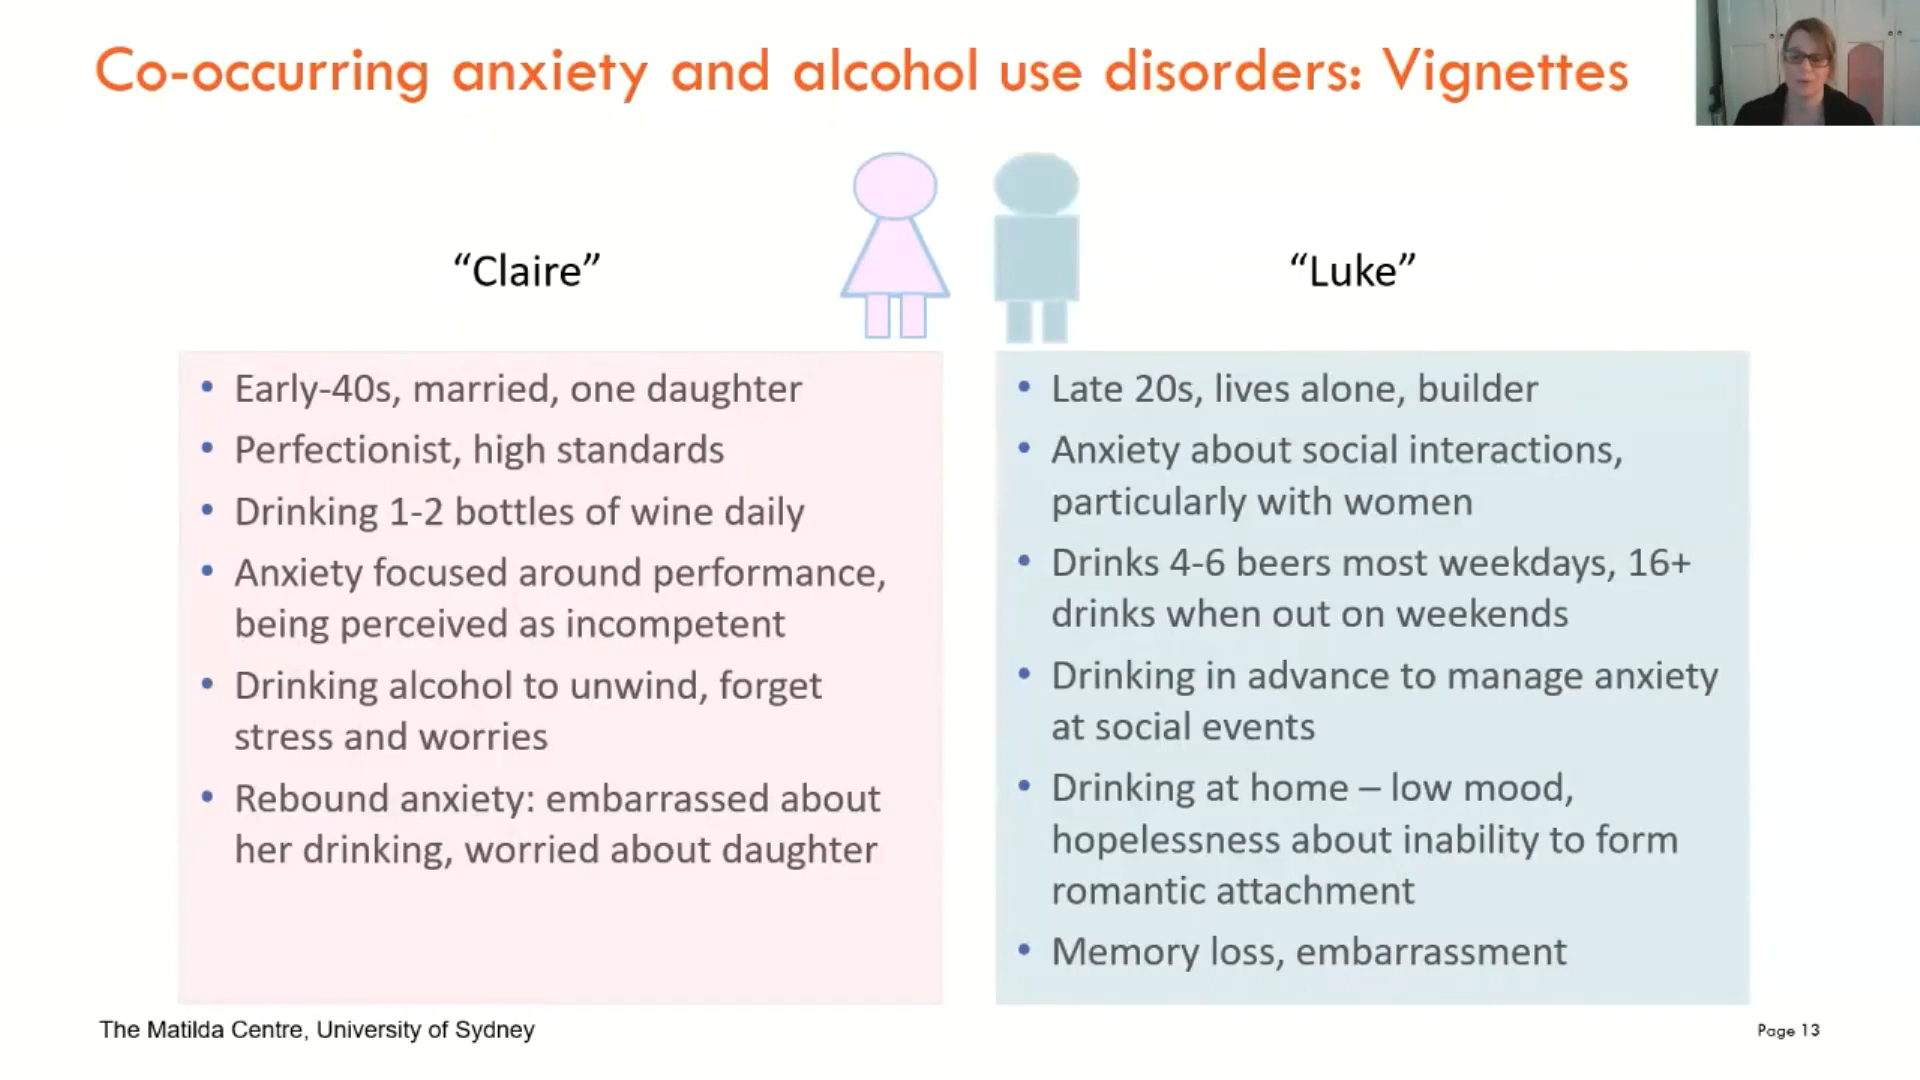 Co-occurring anxiety and alcohol use disorders: Vignettes
“Claire”
• Early-40s, married, one daughter
• Perfectionist, high standards
• Drinking 1-2 bottles of wine daily
• Anxiety focused around performance,
being perceived as incompetent
• Drinking alcohol to unwind, forget
stress and worries
• Rebound anxiety: embarrassed about
her drinking, worried about daughter
“Luke”
• Late 20s, lives alone, builder
• Anxiety about social interactions,
particularly with women
• Drinks 4-6 beers most weekdays, 16+
drinks when out on weekends
• Drinking in advance to manage anxiety
at social events
• Drinking at home – low mood,
hopelessness about inability to form
romantic attachment
• Memory loss, embarrassment
The Matilda Centre, University of Sydney
Page 13